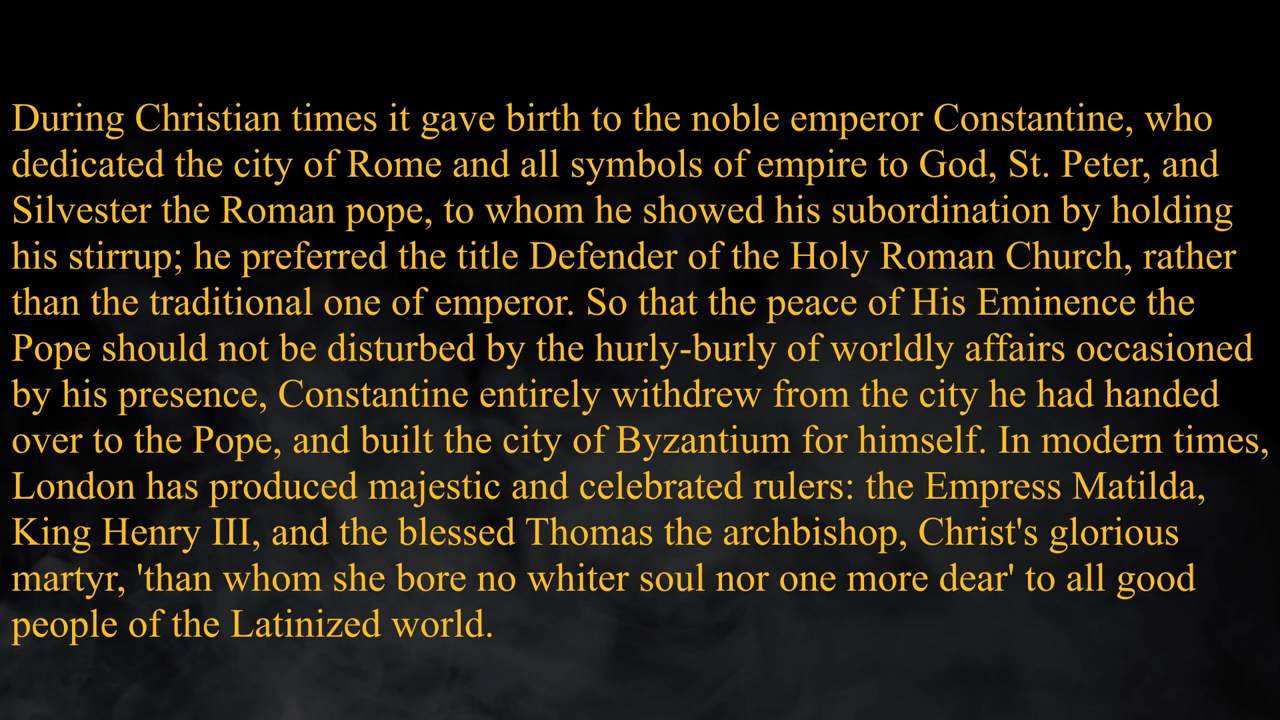 During Christian times it gave birth to the noble emperor Constantine, who
dedicated the city of Rome and all symbols of empire to God, St. Peter, and
Silvester the Roman pope, to whom he showed his subordination by holding
his stirrup; he preferred the title Defender of the Holy Roman Church, rather
than the traditional one of emperor. So that the peace of His Eminence the
Pope should not be disturbed by the hurly-burly of worldly affairs occasioned
by his presence, Constantine entirely withdrew from the city he had handed
over to the Pope, and built the city of Byzantium for himself. In modern times,
London has produced majestic and celebrated rulers: the Empress Matilda,
King Henry III, and the blessed Thomas the archbishop, Christ's glorious
martyr, 'than whom she bore no whiter soul nor one more dear' to all good
people of the Latinized world.